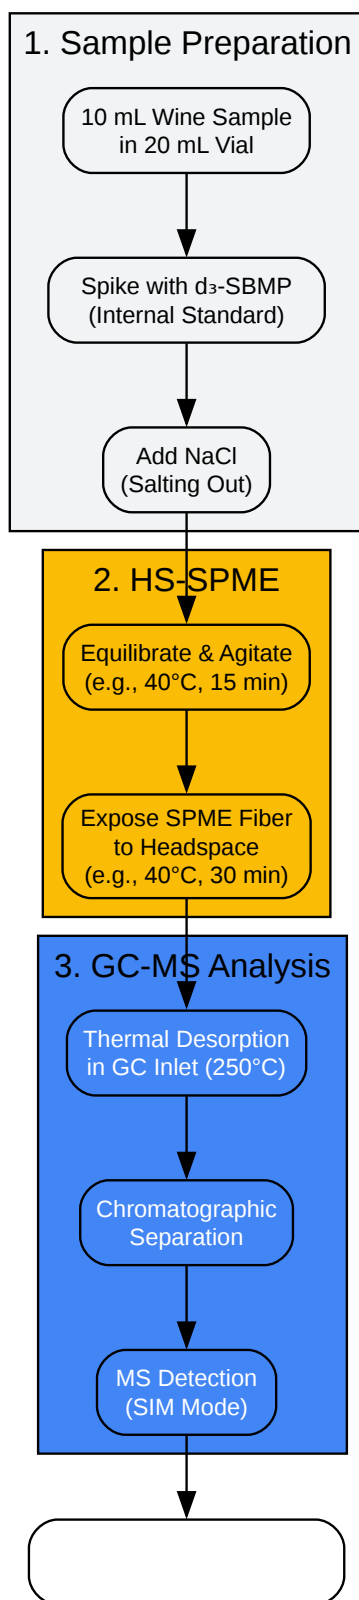 1. Sample Preparation
10 mL Wine Sample
in 20 mL Vial
Spike with d₃-SBMP
(Internal Standard)
Add NaCl
(Salting Out)
2. HS-SPME
Equilibrate & Agitate
(e.g., 40°C, 15 min)
Expose SPME Fiber
to Headspace
(e.g., 40°C, 30 min)
3. GC-MS Analysis
Thermal Desorption
in GC Inlet (250°C)
Chromatographic
Separation
MS Detection
(SIM Mode)